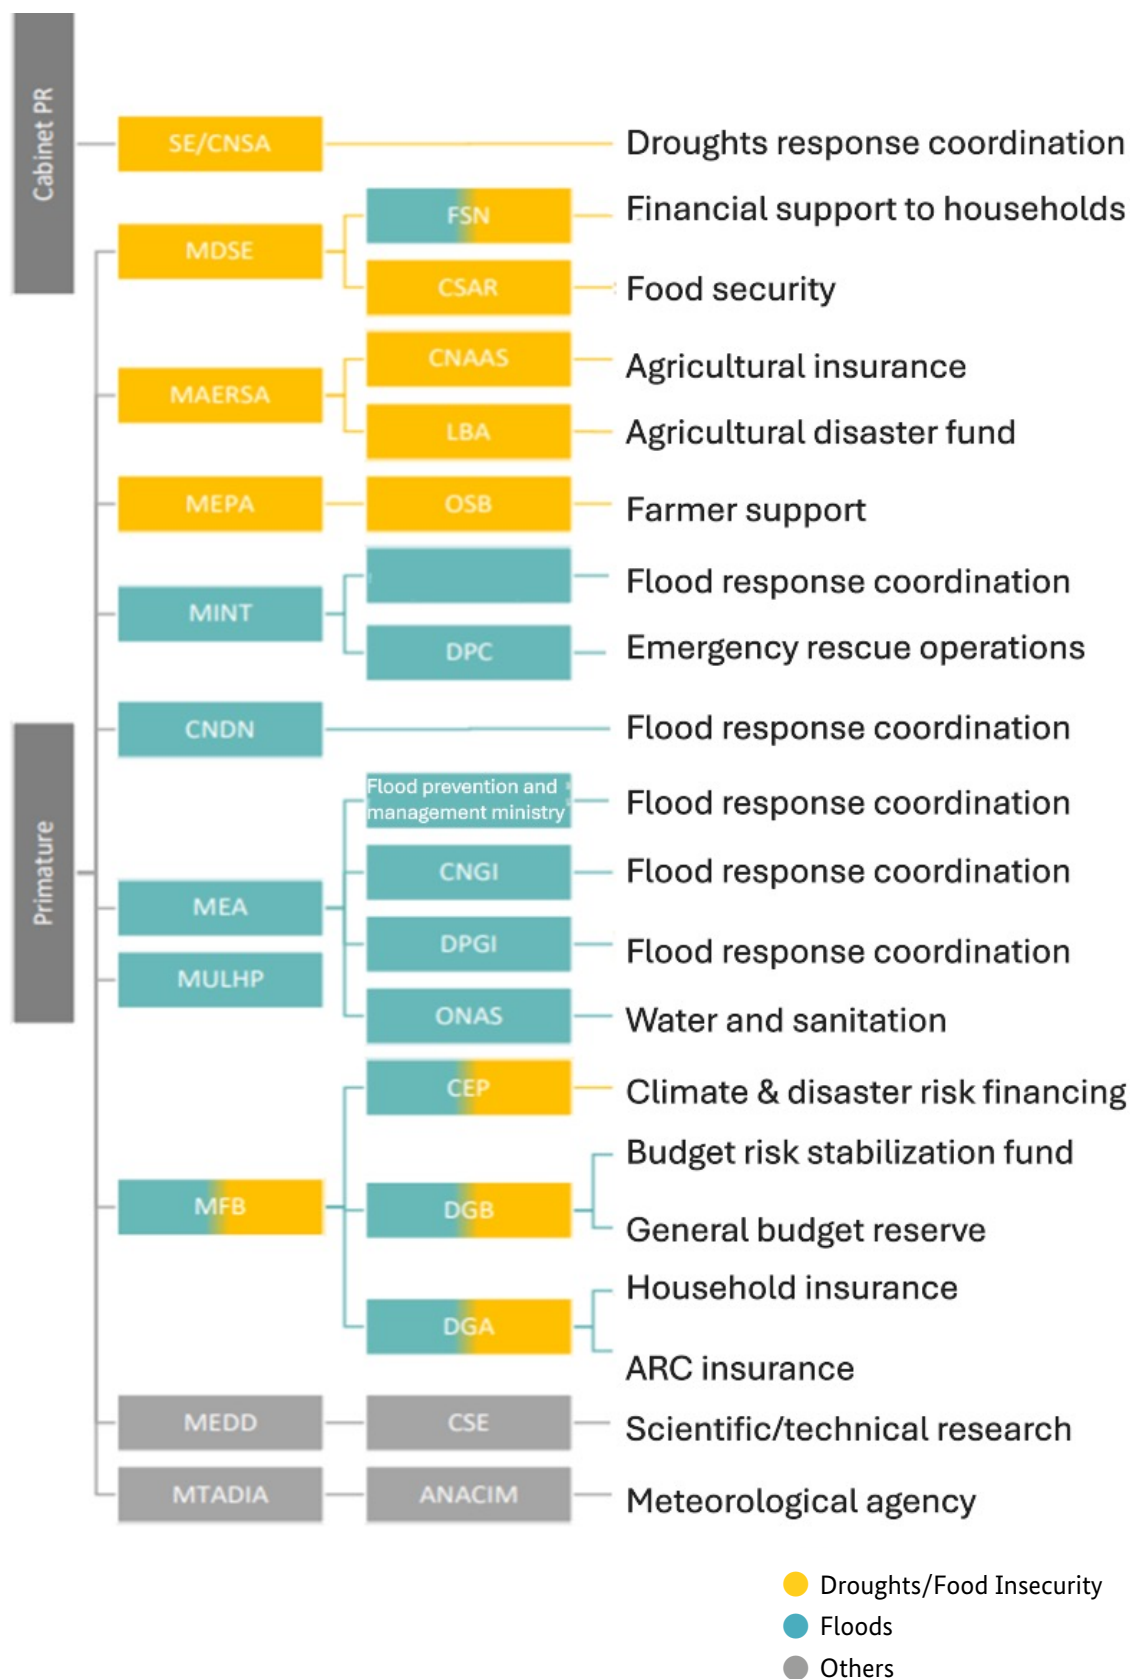 Cabinet PR
SE/CNSA
Droughts response coordination
MDSE
FSN
Financial support to households
CSAR
Food security
MAERSA
CNAAS
Agricultural insurance
LBA
Agricultural disaster fund
MEPA
OSB
Farmer support
MINT
Flood response coordination
DPC
Emergency rescue operations
CNDN
Flood response coordination
Primature
MEA
MULHP
Flood prevention and
management ministry
Flood response coordination
CNGI
Flood response coordination
DPGI
Flood response coordination
ONAS
Water and sanitation
MFB
CEP
Climate & disaster risk financing
DGB
Budget risk stabilization fund
General budget reserve
DGA
Household insurance
ARC insurance
MEDD
CSE
Scientific/technical research
MTADIA
ANACIM
Meteorological agency
Droughts/Food Insecurity
Floods
Others